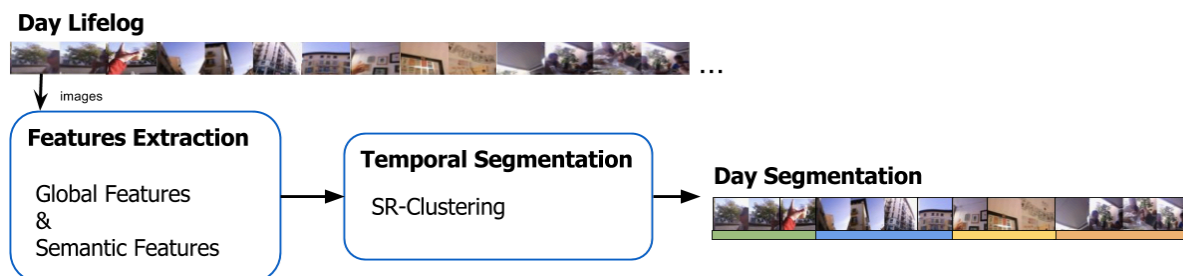 Day Lifelog
...
images
Features Extraction
Global Features
&
Semantic Features
Temporal Segmentation
SR-Clustering
Day Segmentation